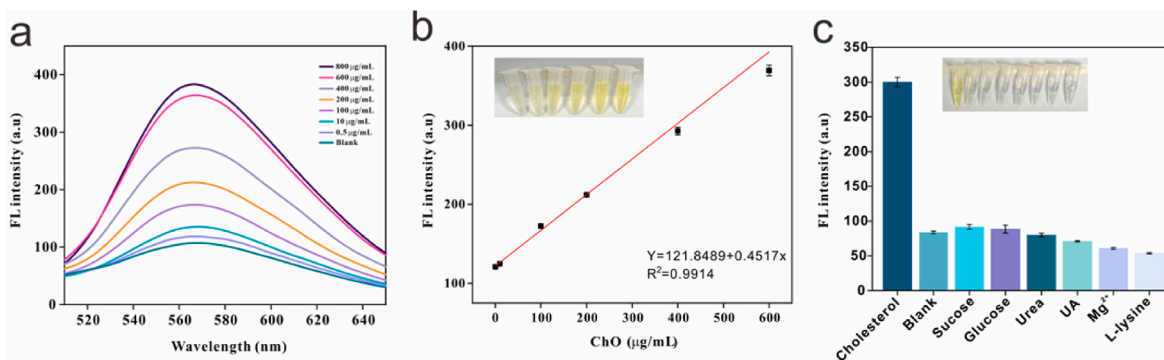 a
FL intensity (a.u)
400
300
200
100
0
520 540 560 580 600 620 640
Wavelength (nm)
800 μg/mL
600 μg/mL
400 μg/mL
200 μg/mL
100 μg/mL
10 μg/mL
0.5 μg/mL
Blank
b
FL intensity (a.u)
400
300
200
100
0 100 200 300 400 500 600
ChO (μg/mL)
Y=121.8489+0.4517x
R²=0.9914
c
FL intensity (a.u)
350
300
250
200
150
100
50
0
Cholesterol
Blank
Sucose
Glucose
Urea
UA
Mg²⁺
L-lysine